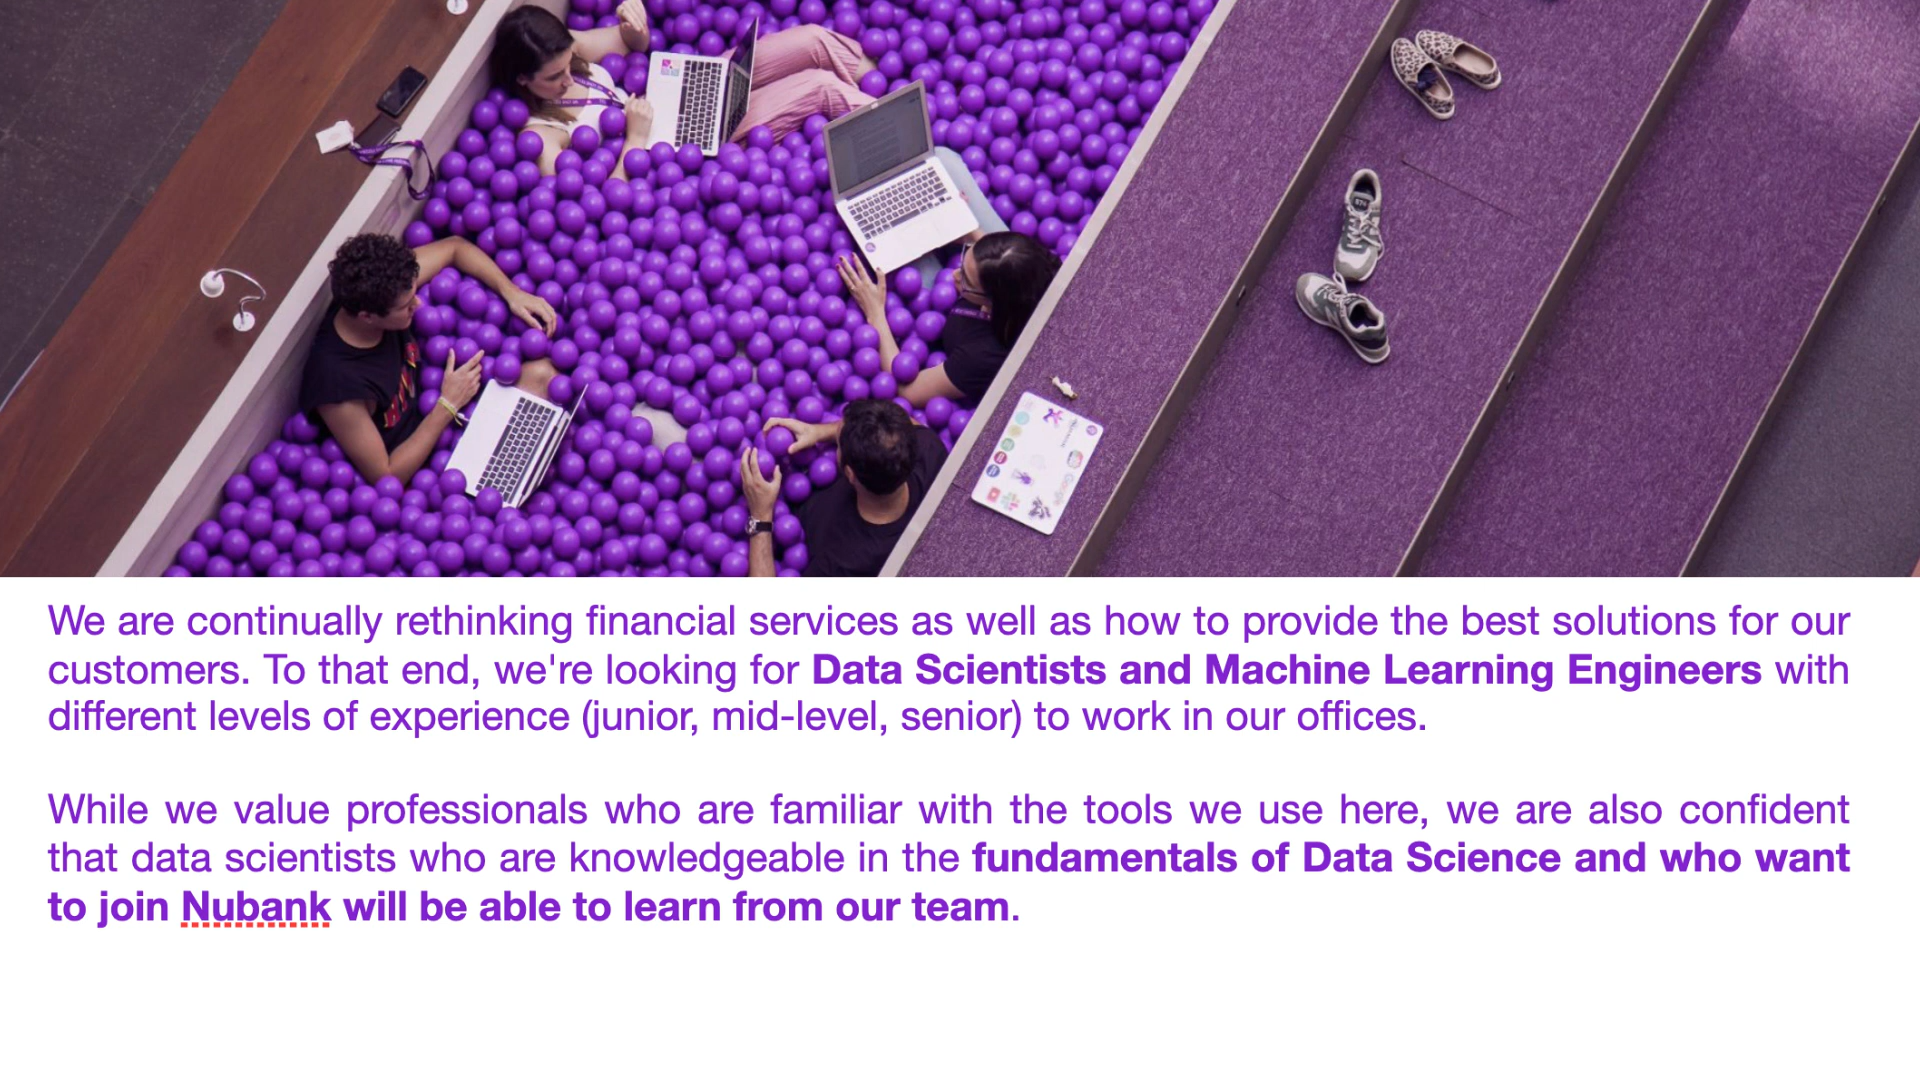 We are continually rethinking financial services as well as how to provide the best solutions for our
customers. To that end, we're looking for Data Scientists and Machine Learning Engineers with
different levels of experience (junior, mid-level, senior) to work in our offices.
While we value professionals who are familiar with the tools we use here, we are also confident
that data scientists who are knowledgeable in the fundamentals of Data Science and who want
to join Nubank will be able to learn from our team.